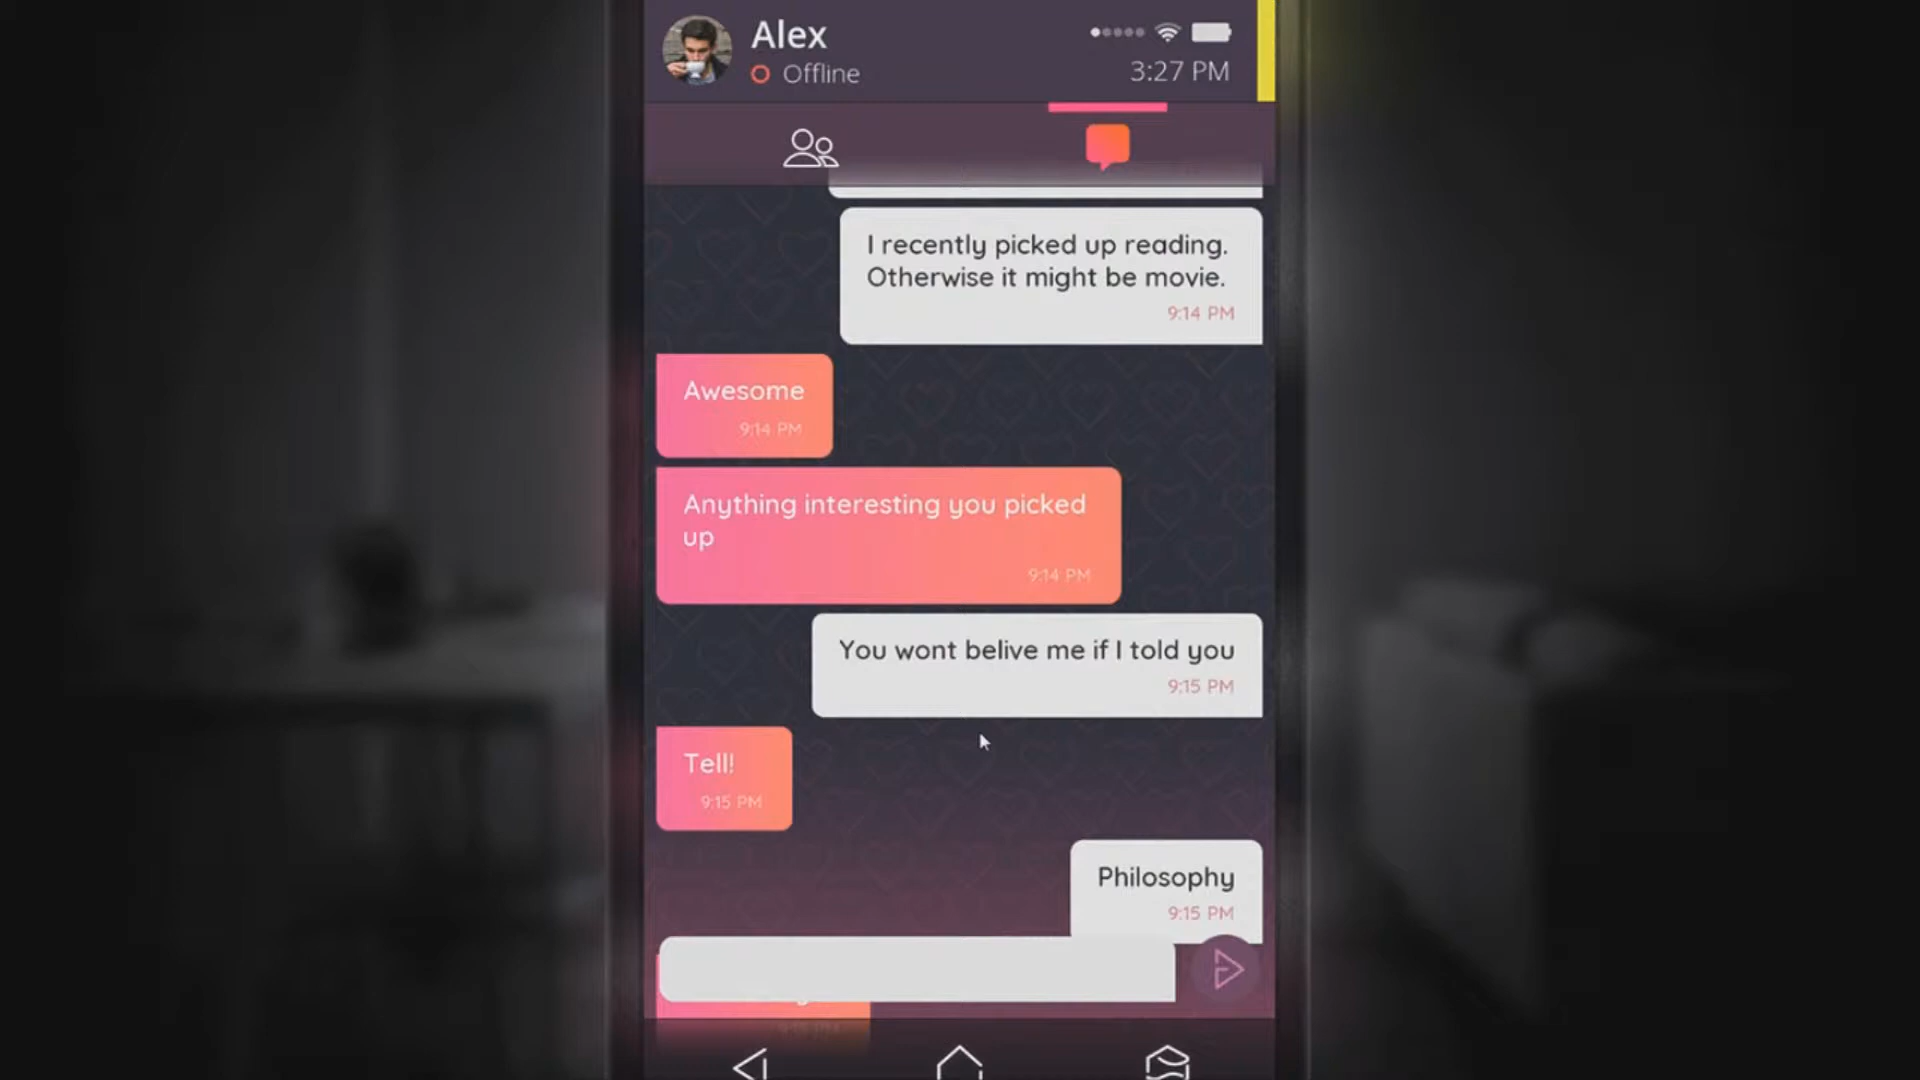 Alex
Offline
3:27 PM
I recently picked up reading.
Otherwise it might be movie.
9:14 PM
Awesome
9:14 PM
Anything interesting you picked
up
9:14 PM
You wont belive me if I told you
9:15 PM
Tell!
9:15 PM
Philosophy
9:15 PM